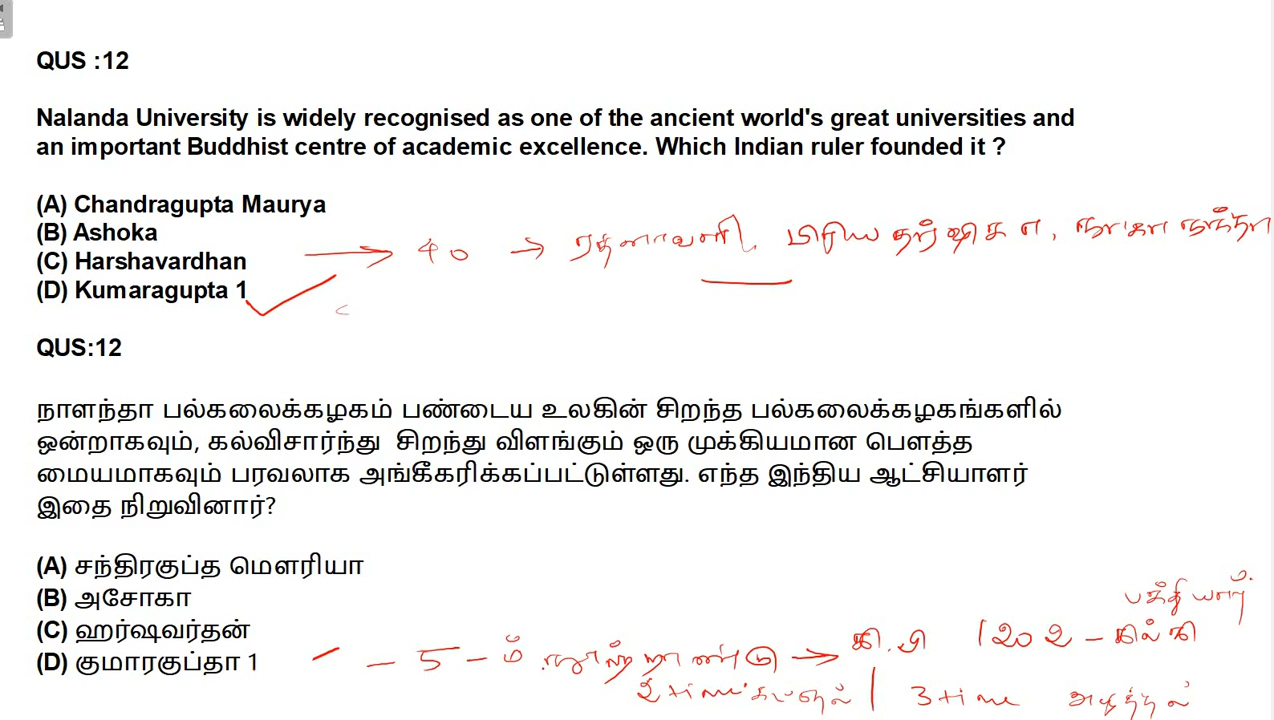 QUS :12
Nalanda University is widely recognised as one of the ancient world's great universities and
an important Buddhist centre of academic excellence. Which Indian ruler founded it ?
(A) Chandragupta Maurya
(B) Ashoka
(C) Harshavardhan
→ 40 → ரத்னாவளி, பிரிய தர்ஷிகா,
(D) Kumaragupta 1
QUS:12
நாளந்தா பல்கலைக்கழகம் பண்டைய உலகின் சிறந்த பல்கலைக்கழகங்களில்
ஒன்றாகவும், கல்விசார்ந்து சிறந்து விளங்கும் ஒரு முக்கியமான பௌத்த
மையமாகவும் பரவலாக அங்கீகரிக்கப்பட்டுள்ளது. எந்த இந்திய ஆட்சியாளர்
இதை நிறுவினார்?
(A) சந்திரகுப்த மௌரியா
(B) அசோகா
(C) ஹர்ஷவர்தன்
(D) குமாரகுப்தா 1
- 5 - ம் நூற்றாண்டு → கி.பி 1202 - கில்கி
2 time 3 time